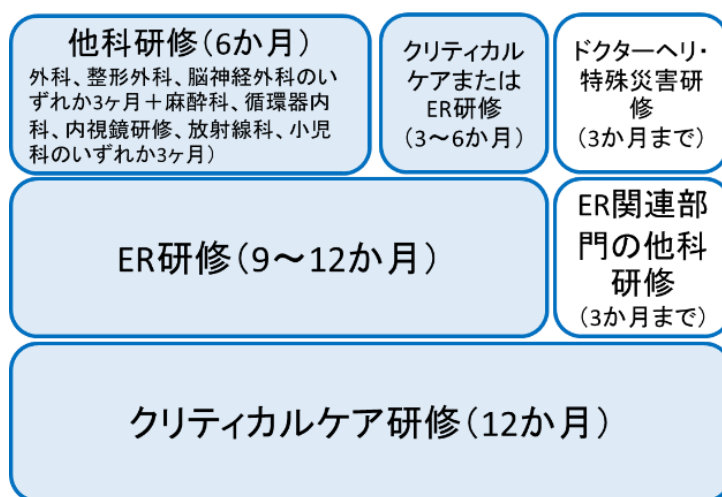 他科研修（6か月）
外科、整形外科、脳神経外科のい
ずれか3ヶ月＋麻酔科、循環器内
科、内視鏡研修、放射線科、小児
科のいずれか3ヶ月）
クリティカル
ケアまたは
ER研修
（3～6か月）
ドクターヘリ・
特殊災害研
修
（3か月まで）
ER研修（9～12か月）
ER関連部
門の他科
研修
（3か月まで）
クリティカルケア研修（12か月）